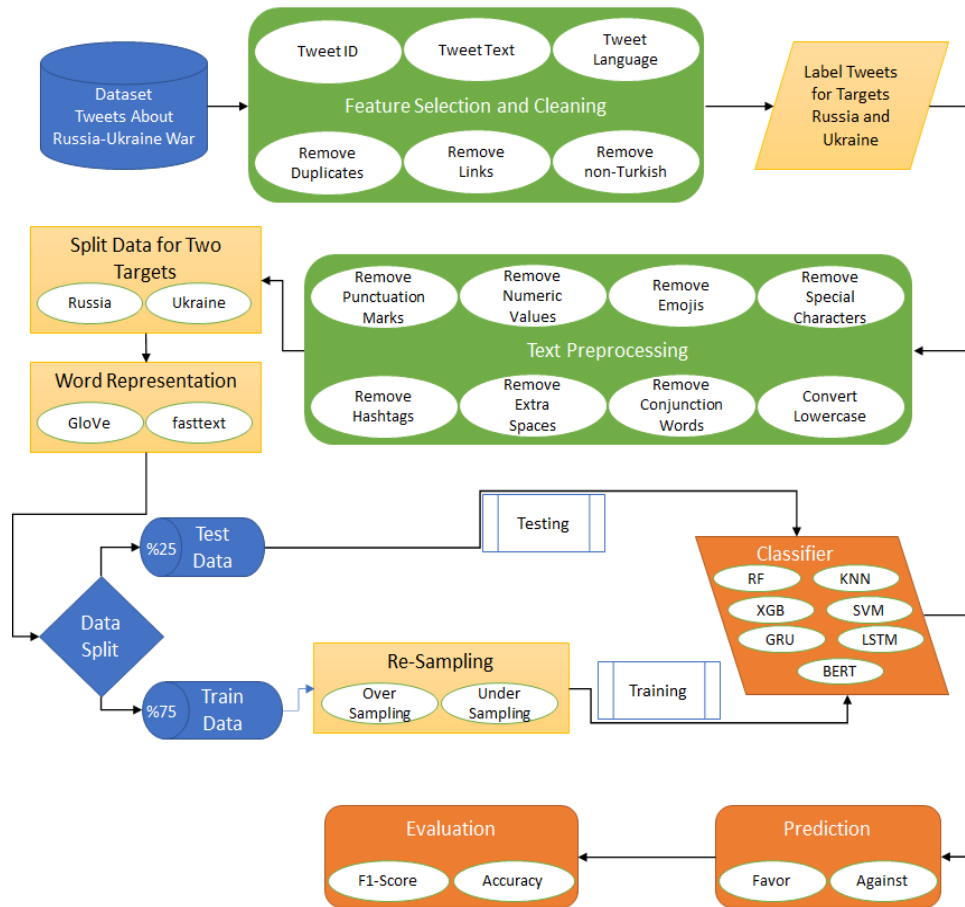 Dataset
Tweets About
Russia-Ukraine War
Tweet ID
Tweet Text
Tweet
Language
Feature Selection and Cleaning
Remove
Duplicates
Remove
Links
Remove
non-Turkish
Label Tweets
for Targets
Russia and
Ukraine
Split Data for Two
Targets
Russia
Ukraine
Remove
Punctuation
Marks
Remove
Numeric
Values
Remove
Emojis
Remove
Special
Characters
Text Preprocessing
Remove
Hashtags
Remove
Extra
Spaces
Remove
Conjunction
Words
Convert
Lowercase
Word Representation
GloVe
fasttext
Data
Split
%25
Test
Data
Testing
%75
Train
Data
Re-Sampling
Over
Sampling
Under
Sampling
Training
Classifier
RF
KNN
XGB
SVM
GRU
LSTM
BERT
Evaluation
F1-Score
Accuracy
Prediction
Favor
Against